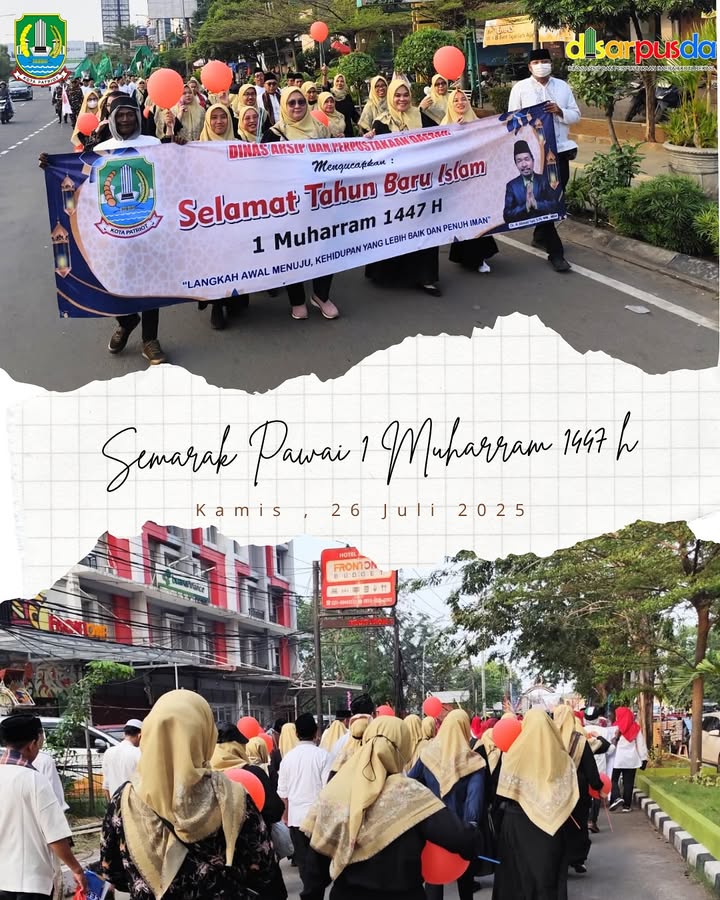 disarpusda
DINAS ARSIP DAN PERPUSTAKAAN DAERAH
Mengucapkan :
Selamat Tahun Baru Islam
1 Muharram 1447 H
"LANGKAH AWAL MENUJU, KEHIDUPAN YANG LEBIH BAIK DAN PENUH IMAN"
KOTA PATRIOT
Semarak Pawai 1 Muharram 1447 h
Kamis , 26 Juli 2025
HOTEL
FRONTON
BUDGET